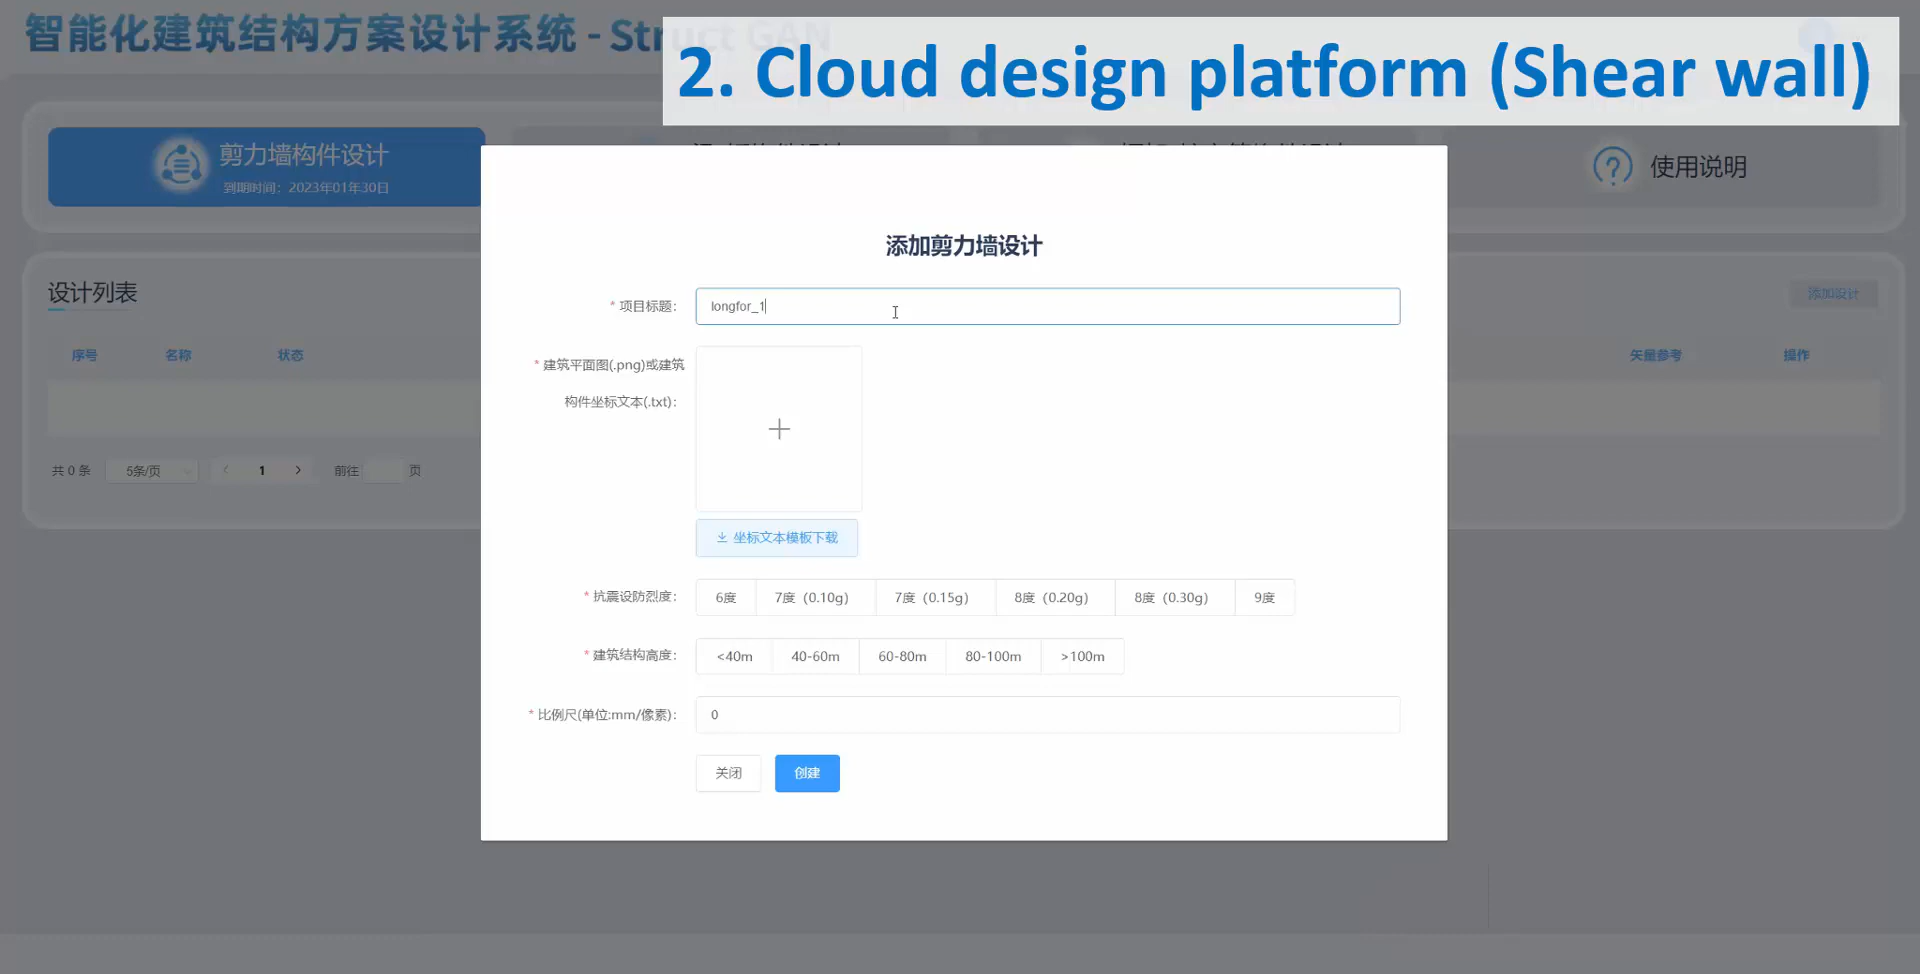 智能化建筑结构方案设计系统 - Struct GAN
2. Cloud design platform (Shear wall)
剪力墙构件设计
到期时间：2023年01年30日
使用说明
设计列表
添加设计
序号 名称 状态 矢量参考 操作
共 0 条 5条/页 1 前往 页
添加剪力墙设计
* 项目标题： longfor_1
* 建筑平面图(.png)或建筑
构件坐标文本(.txt)：
坐标文本模板下载
* 抗震设防烈度： 6度 7度（0.10g） 7度（0.15g） 8度（0.20g） 8度（0.30g） 9度
* 建筑结构高度： <40m 40-60m 60-80m 80-100m >100m
* 比例尺(单位:mm/像素)： 0
关闭 创建